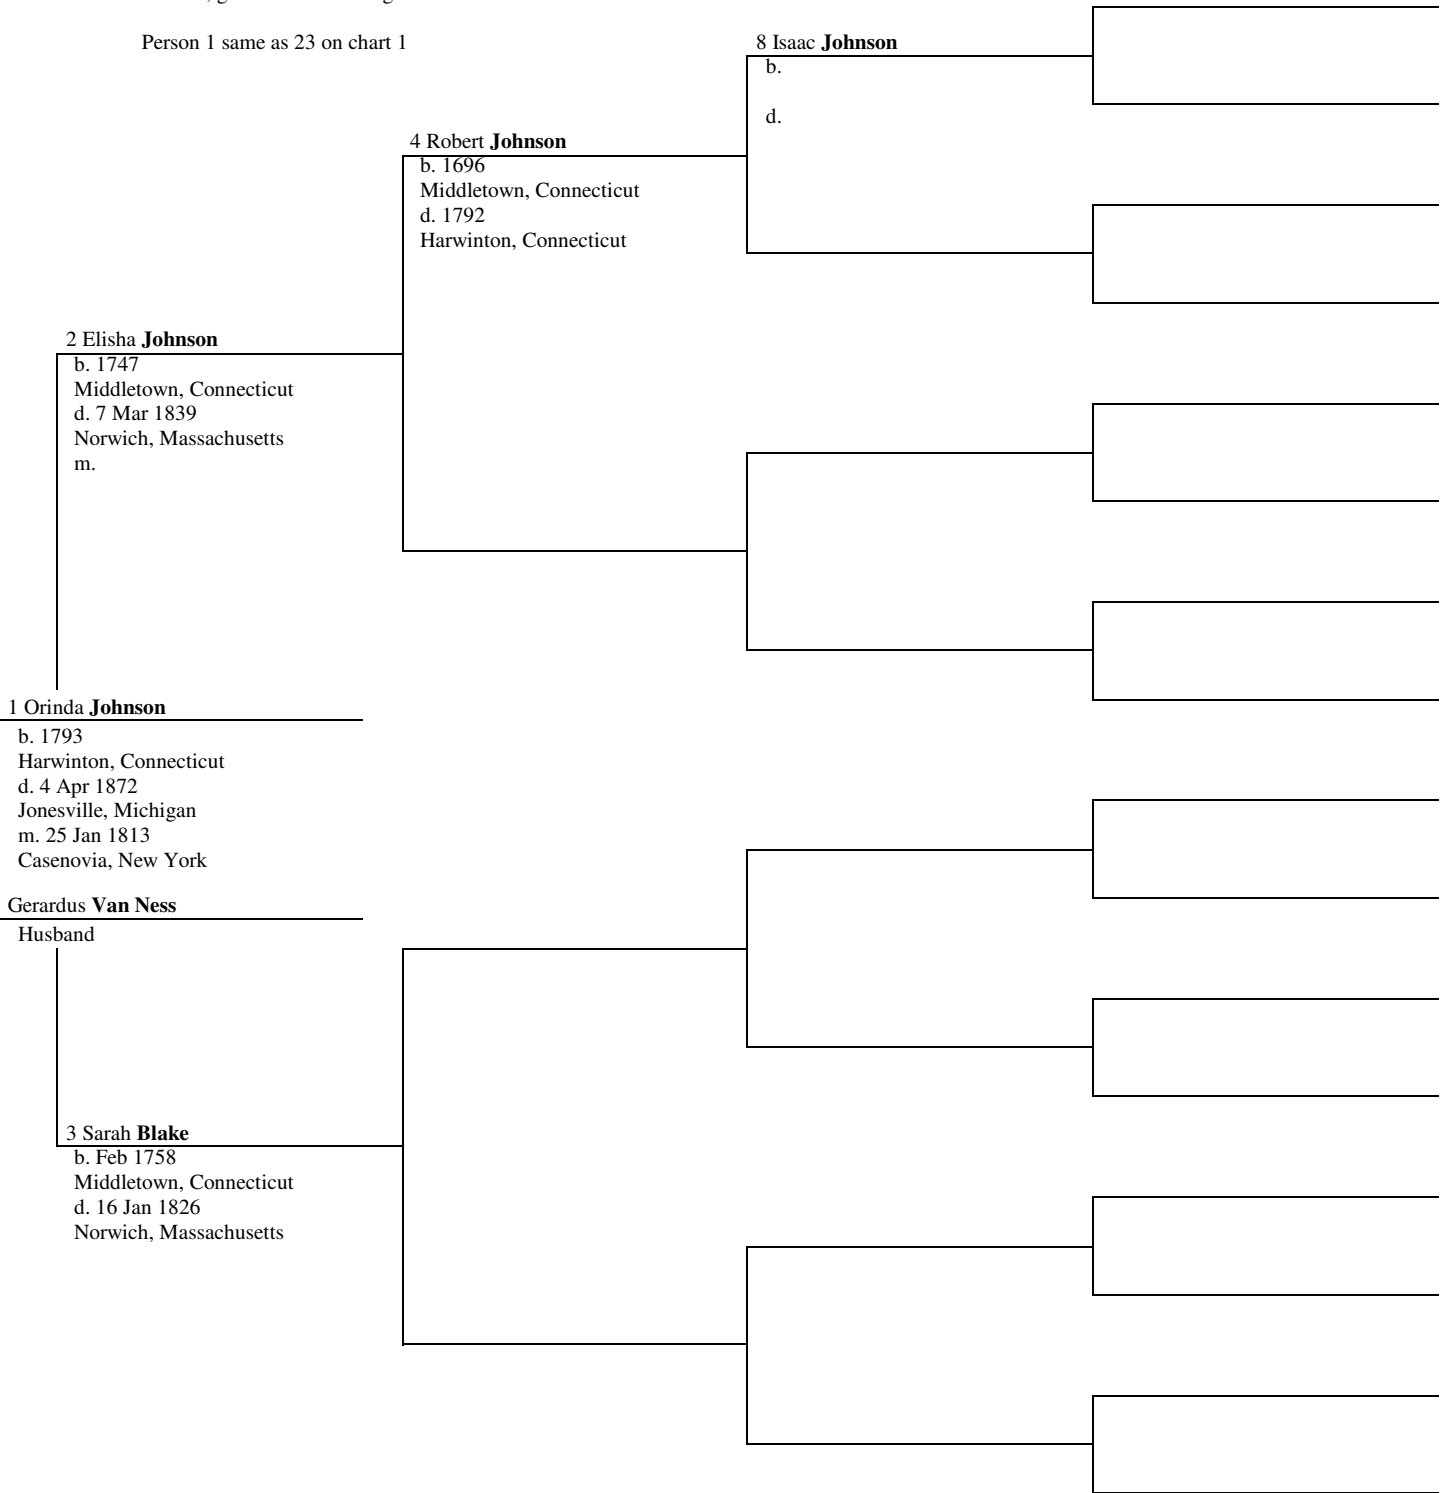 Person 1 same as 23 on chart 1
8 Isaac Johnson
b.
d.
4 Robert Johnson
b. 1696
Middletown, Connecticut
d. 1792
Harwinton, Connecticut
2 Elisha Johnson
b. 1747
Middletown, Connecticut
d. 7 Mar 1839
Norwich, Massachusetts
m.
1 Orinda Johnson
b. 1793
Harwinton, Connecticut
d. 4 Apr 1872
Jonesville, Michigan
m. 25 Jan 1813
Casenovia, New York
Gerardus Van Ness
Husband
3 Sarah Blake
b. Feb 1758
Middletown, Connecticut
d. 16 Jan 1826
Norwich, Massachusetts